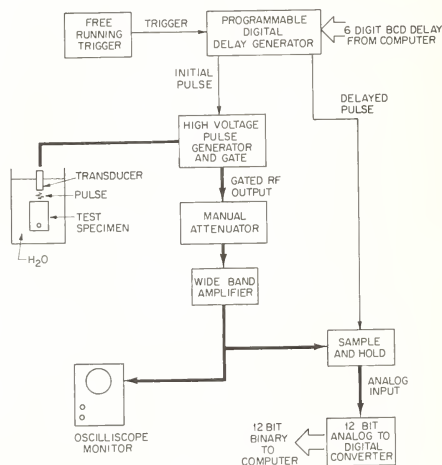 FREE
RUNNING
TRIGGER
TRIGGER
PROGRAMMABLE
DIGITAL
DELAY GENERATOR
6 DIGIT BCD DELAY
FROM COMPUTER
INITIAL
PULSE
DELAYED
PULSE
HIGH VOLTAGE
PULSE
GENERATOR
AND GATE
TRANSDUCER
PULSE
TEST
SPECIMEN
H2O
GATED RF
OUTPUT
MANUAL
ATTENUATOR
WIDE BAND
AMPLIFIER
SAMPLE
AND HOLD
ANALOG
INPUT
OSCILLISCOPE
MONITOR
12 BIT
BINARY
TO
COMPUTER
12 BIT
ANALOG TO
DIGITAL
CONVERTER